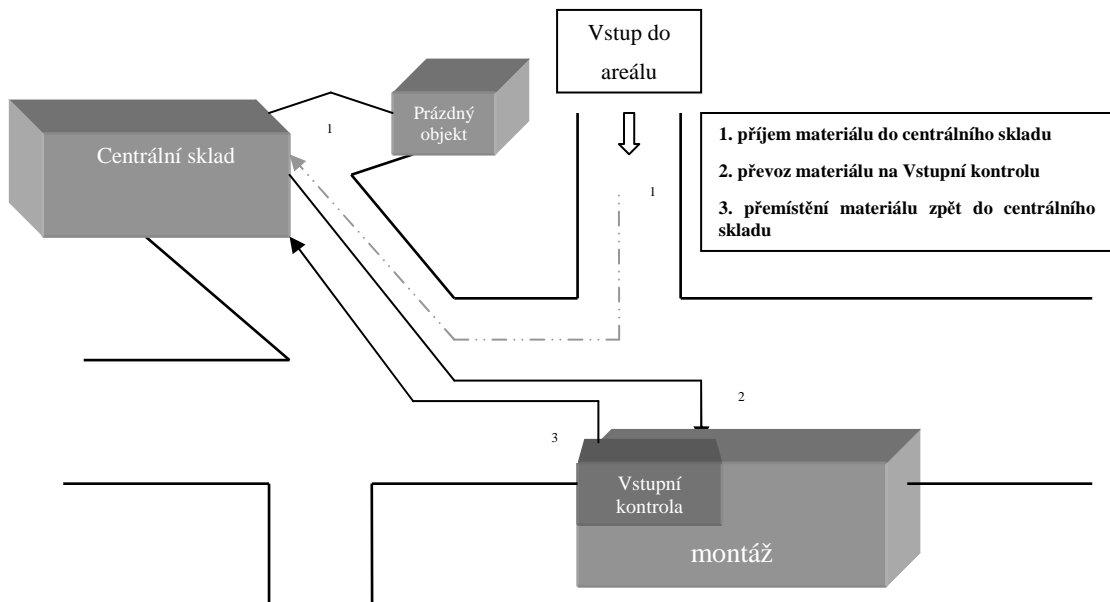 Vstup do
areálu
Prázdný
objekt
1
Centrální sklad
1. příjem materiálu do centrálního skladu
2. převoz materiálu na Vstupní kontrolu
3. přemístění materiálu zpět do centrálního
skladu
1
2
3
Vstupní
kontrola
montáž